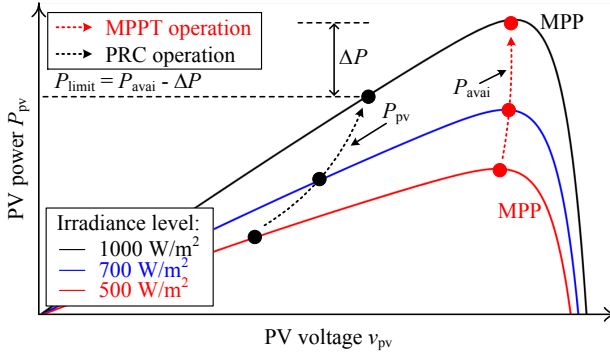 MPPT operation
PRC operation
P_limit = P_avai - ΔP
ΔP
MPP
P_avai
P_pv
MPP
Irradiance level:
1000 W/m²
700 W/m²
500 W/m²
PV power P_pv
PV voltage v_pv